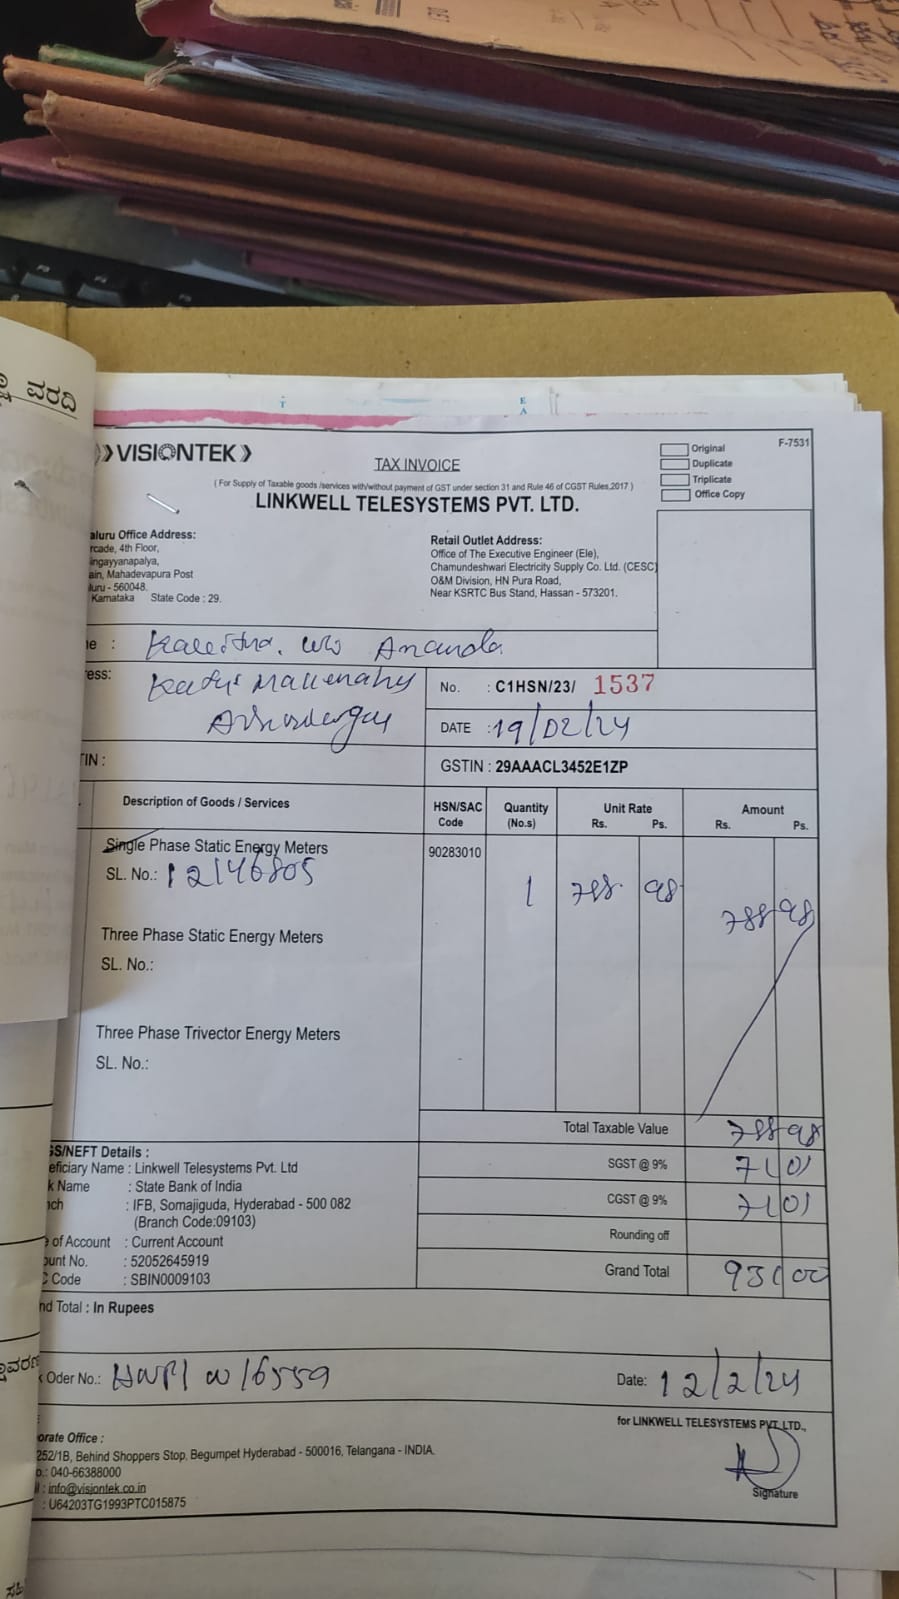 ವರದಿ
VISIONTEK
TAX INVOICE
( For Supply of Taxable goods /services with/without payment of GST under section 31 and Rule 46 of CGST Rules,2017 )
LINKWELL TELESYSTEMS PVT. LTD.
Original
Duplicate
Triplicate
Office Copy
F-7531
aluru Office Address:
rcade, 4th Floor,
ingayyanapalya,
ain, Mahadevapura Post
luru - 560048.
Karnataka State Code : 29.
Retail Outlet Address:
Office of The Executive Engineer (Ele),
Chamundeshwari Electricity Supply Co. Ltd. (CESC)
O&M Division, HN Pura Road,
Near KSRTC Bus Stand, Hassan - 573201.
ne : w/o Ananda
ess:
No. : C1HSN/23/ 1537
DATE : 19/02/24
TIN :
GSTIN : 29AAACL3452E1ZP
Description of Goods / Services
HSN/SAC Code
Quantity (No.s)
Unit Rate Rs. Ps.
Amount Rs. Ps.
Single Phase Static Energy Meters
SL. No.: 12146805
90283010
1 788 98
788 98
Three Phase Static Energy Meters
SL. No.:
Three Phase Trivector Energy Meters
SL. No.:
Total Taxable Value 788 98
SGST @ 9% 71 01
CGST @ 9% 71 01
Rounding off
Grand Total 931 00
GS/NEFT Details :
eficiary Name : Linkwell Telesystems Pvt. Ltd
k Name : State Bank of India
nch : IFB, Somajiguda, Hyderabad - 500 082
(Branch Code:09103)
e of Account : Current Account
ount No. : 52052645919
C Code : SBIN0009103
nd Total : In Rupees
Oder No.: 
Date: 12/2/24
for LINKWELL TELESYSTEMS PVT. LTD.,
Signature
orate Office :
252/1B, Behind Shoppers Stop, Begumpet Hyderabad - 500016, Telangana - INDIA.
o.: 040-66388000
l : info@visiontek.co.in
: U64203TG1993PTC015875